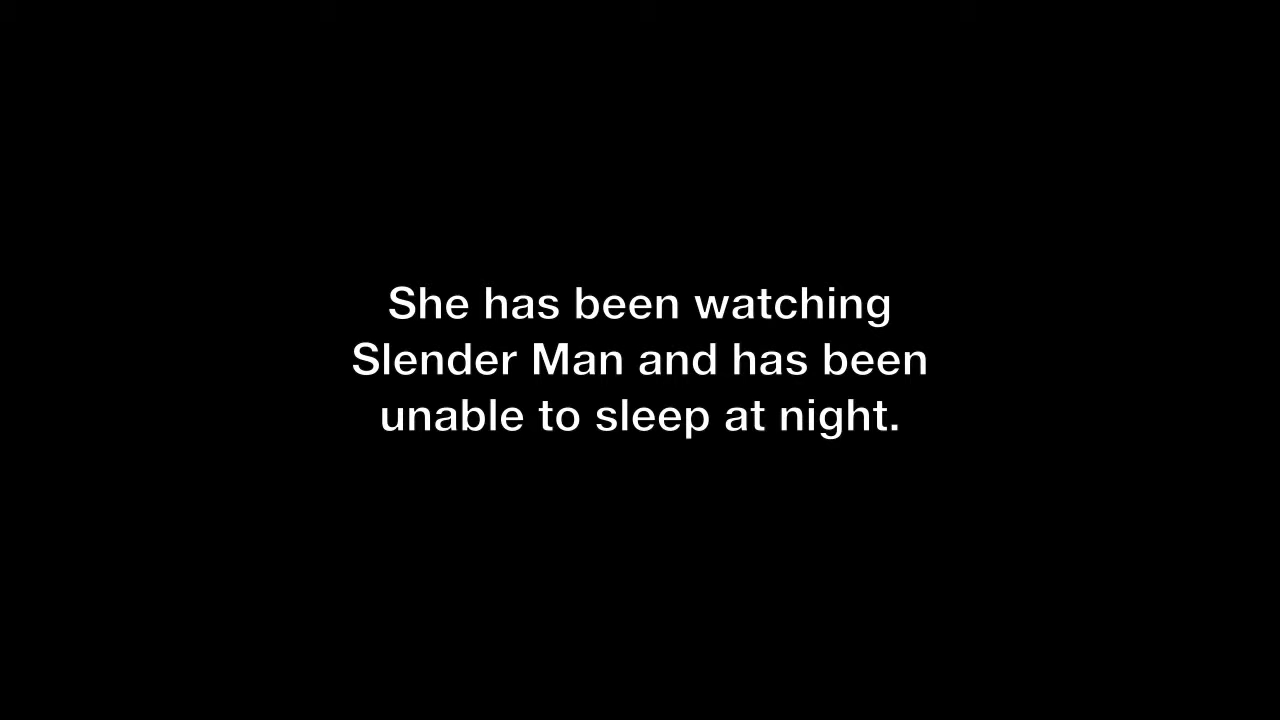 She has been watching
Slender Man and has been
unable to sleep at night.